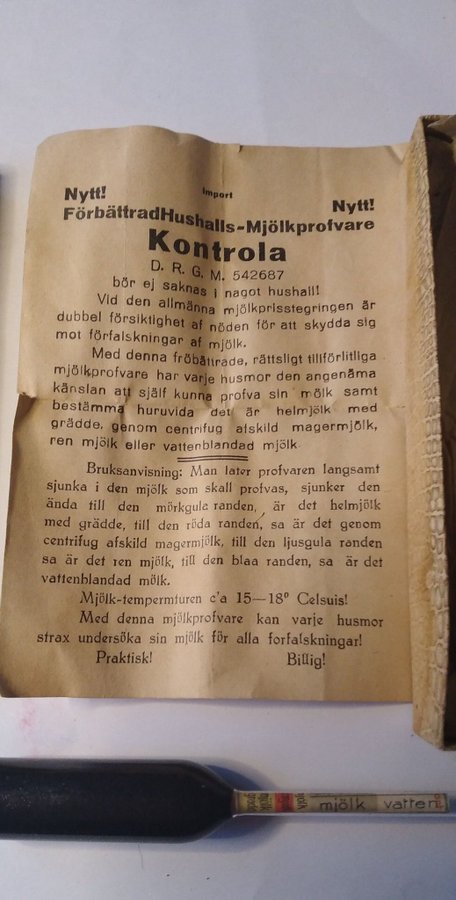 Import
Nytt! Nytt!
FörbättradHushalls-Mjölkprofvare
Kontrola
D. R. G. M. 542687
bör ej saknas i nagot hushall!
Vid den allmänna mjölkprisstegringen är
dubbel försiktighet af nöden för att skydda sig
mot förfalskningar af mjölk.
Med denna fröbättrade, rättsligt tillförlitliga
mjölkprofvare har varje husmor den angenäma
känslan att själf kunna profva sin mölk samt
bestämma huruvida det är helmjölk med
grädde, genom centrifug afskild magermjölk,
ren mjölk eller vattenblandad mjölk.
Bruksanvisning: Man later profvaren langsamt
sjunka i den mjölk som skall profvas, sjunker den
ända till den mörkgula randen, är det helmjölk
med grädde, till den röda randen, sa är det genom
centrifug afskild magermjölk, till den ljusgula randen
sa är det ren mjölk, till den blaa randen, sa är det
vattenblandad mölk.
Mjölk-tempermturen c'a 15—18° Celsuis!
Med denna mjölkprofvare kan varje husmor
strax undersöka sin mjölk för alla forfalskningar!
Praktisk! Billig!
mjölk vatten